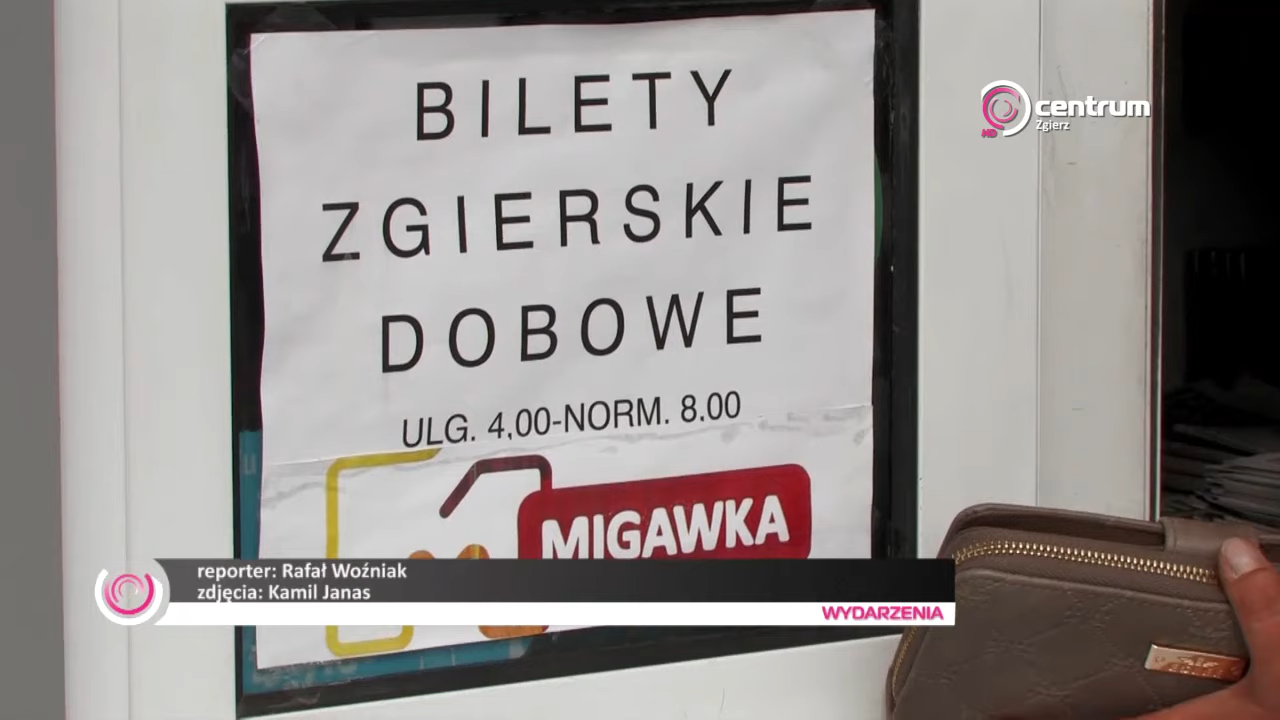 BILETY
ZGIERSKIE
DOBOWE
ULG. 4,00-NORM. 8.00
MIGAWKA
centrum
Zgierz
HD
reporter: Rafał Woźniak
zdjęcia: Kamil Janas
WYDARZENIA